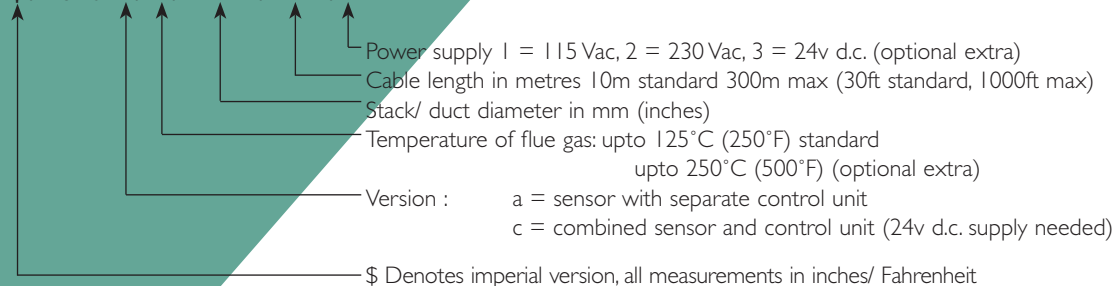 Power supply 1 = 115 Vac, 2 = 230 Vac, 3 = 24v d.c. (optional extra)
Cable length in metres 10m standard 300m max (30ft standard, 1000ft max)
Stack/ duct diameter in mm (inches)
Temperature of flue gas: upto 125˚C (250˚F) standard
upto 250˚C (500˚F) (optional extra)
Version : a = sensor with separate control unit
c = combined sensor and control unit (24v d.c. supply needed)
$ Denotes imperial version, all measurements in inches/ Fahrenheit